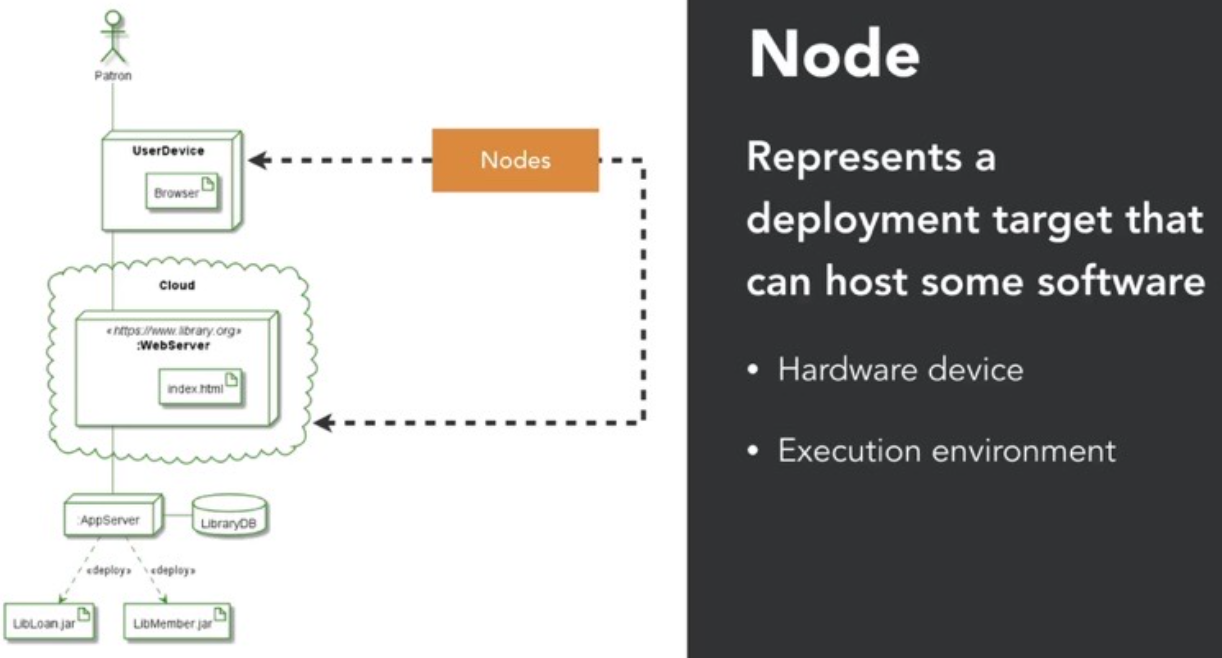 Patron
UserDevice
Browser
Cloud
«https://www.library.org»
:WebServer
index.html
:AppServer
LibraryDB
«deploy»
«deploy»
LibLoan.jar
LibMember.jar
Nodes
Node
Represents a
deployment target that
can host some software
• Hardware device
• Execution environment